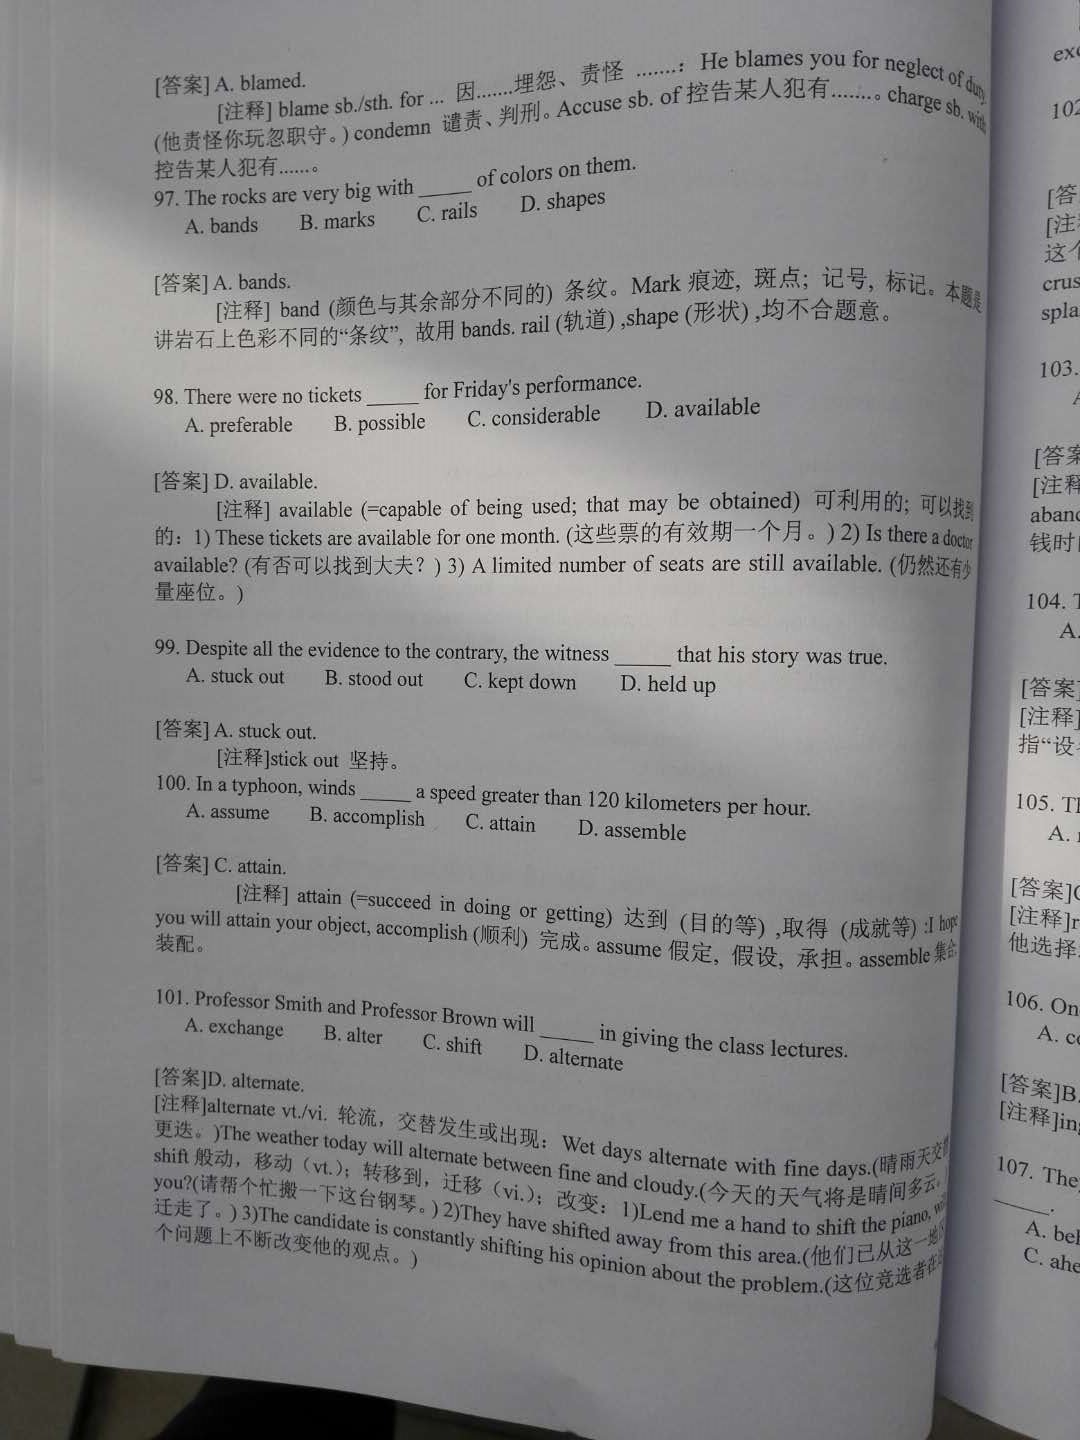 [答案] A. blamed.
[注释] blame sb./sth. for ... 因.......埋怨、责怪 .......: He blames you for neglect of duty.
(他责怪你玩忽职守。) condemn 谴责、判刑。Accuse sb. of 控告某人犯有.......。charge sb. with
控告某人犯有......。
97. The rocks are very big with _____ of colors on them.
A. bands B. marks C. rails D. shapes
[答案] A. bands.
[注释] band (颜色与其余部分不同的) 条纹。Mark 痕迹, 斑点; 记号, 标记。本题是
讲岩石上色彩不同的“条纹”, 故用 bands. rail (轨道) ,shape (形状) ,均不合题意。
98. There were no tickets _____ for Friday's performance.
A. preferable B. possible C. considerable D. available
[答案] D. available.
[注释] available (=capable of being used; that may be obtained) 可利用的; 可以找到
的: 1) These tickets are available for one month. (这些票的有效期一个月。) 2) Is there a doctor
available? (有否可以找到大夫? ) 3) A limited number of seats are still available. (仍然还有少
量座位。)
99. Despite all the evidence to the contrary, the witness _____ that his story was true.
A. stuck out B. stood out C. kept down D. held up
[答案] A. stuck out.
[注释]stick out 坚持。
100. In a typhoon, winds _____ a speed greater than 120 kilometers per hour.
A. assume B. accomplish C. attain D. assemble
[答案] C. attain.
[注释] attain (=succeed in doing or getting) 达到 (目的等) ,取得 (成就等) :I hope
you will attain your object, accomplish (顺利) 完成。assume 假定, 假设, 承担。assemble 集合,
装配。
101. Professor Smith and Professor Brown will _____ in giving the class lectures.
A. exchange B. alter C. shift D. alternate
[答案]D. alternate.
[注释]alternate vt./vi. 轮流，交替发生或出现：Wet days alternate with fine days.(晴雨天交替
更迭。)The weather today will alternate between fine and cloudy.(今天的天气将是晴间多云。
shift 般动，移动（vt.）；转移到，迁移（vi.）；改变：1)Lend me a hand to shift the piano, will
you?(请帮个忙搬一下这台钢琴。) 2)They have shifted away from this area.(他们已从这一地区
迁走了。) 3)The candidate is constantly shifting his opinion about the problem.(这位竞选者在这
个问题上不断改变他的观点。)
102
[答
[注
这个
crus
spla
103.
[答案
[注释
钱时
104. T
A.
[答案]
[注释]
指“设
105. Tl
A.
[答案]C
[注释]r
他选择
106. On
A. c
[答案]B
[注释]in
107. The
_____.
A. bel
C. ahe